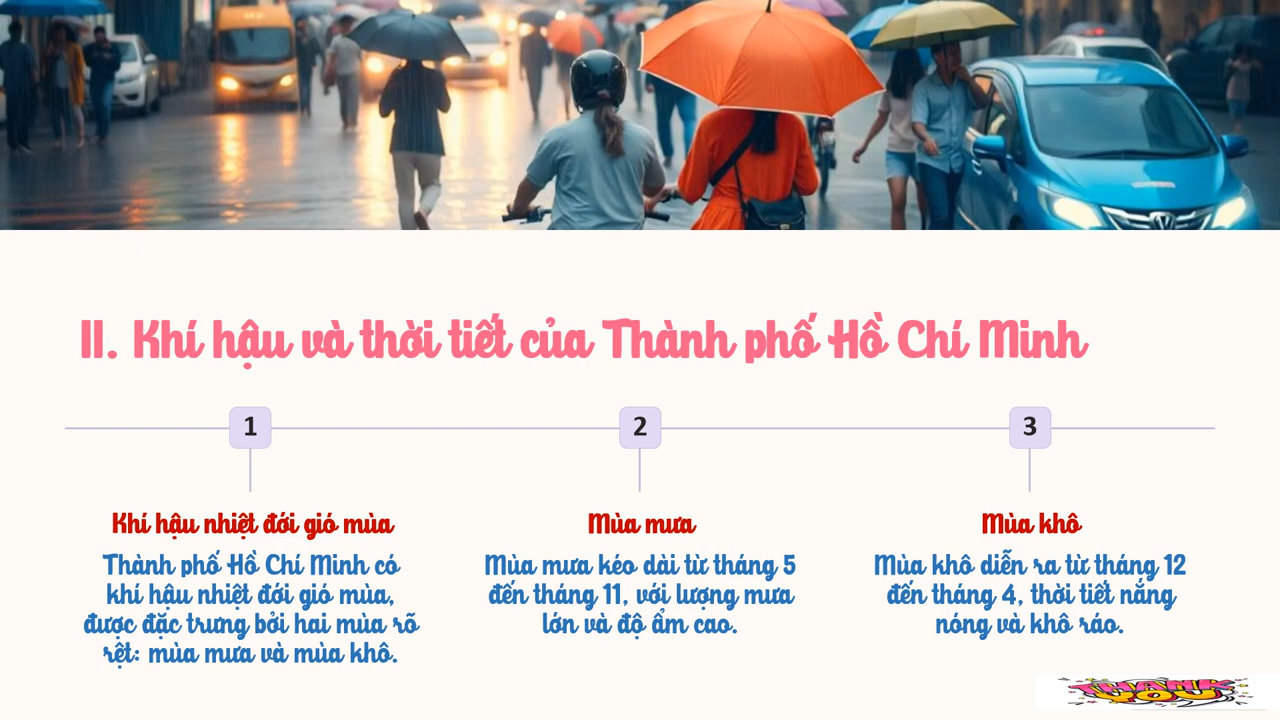 II. Khí hậu và thời tiết của Thành phố Hồ Chí Minh
1
2
3
Khí hậu nhiệt đới gió mùa
Thành phố Hồ Chí Minh có
khí hậu nhiệt đới gió mùa,
được đặc trưng bởi hai mùa rõ
rệt: mùa mưa và mùa khô.
Mùa mưa
Mùa mưa kéo dài từ tháng 5
đến tháng 11, với lượng mưa
lớn và độ ẩm cao.
Mùa khô
Mùa khô diễn ra từ tháng 12
đến tháng 4, thời tiết nắng
nóng và khô ráo.
THANK
YOU